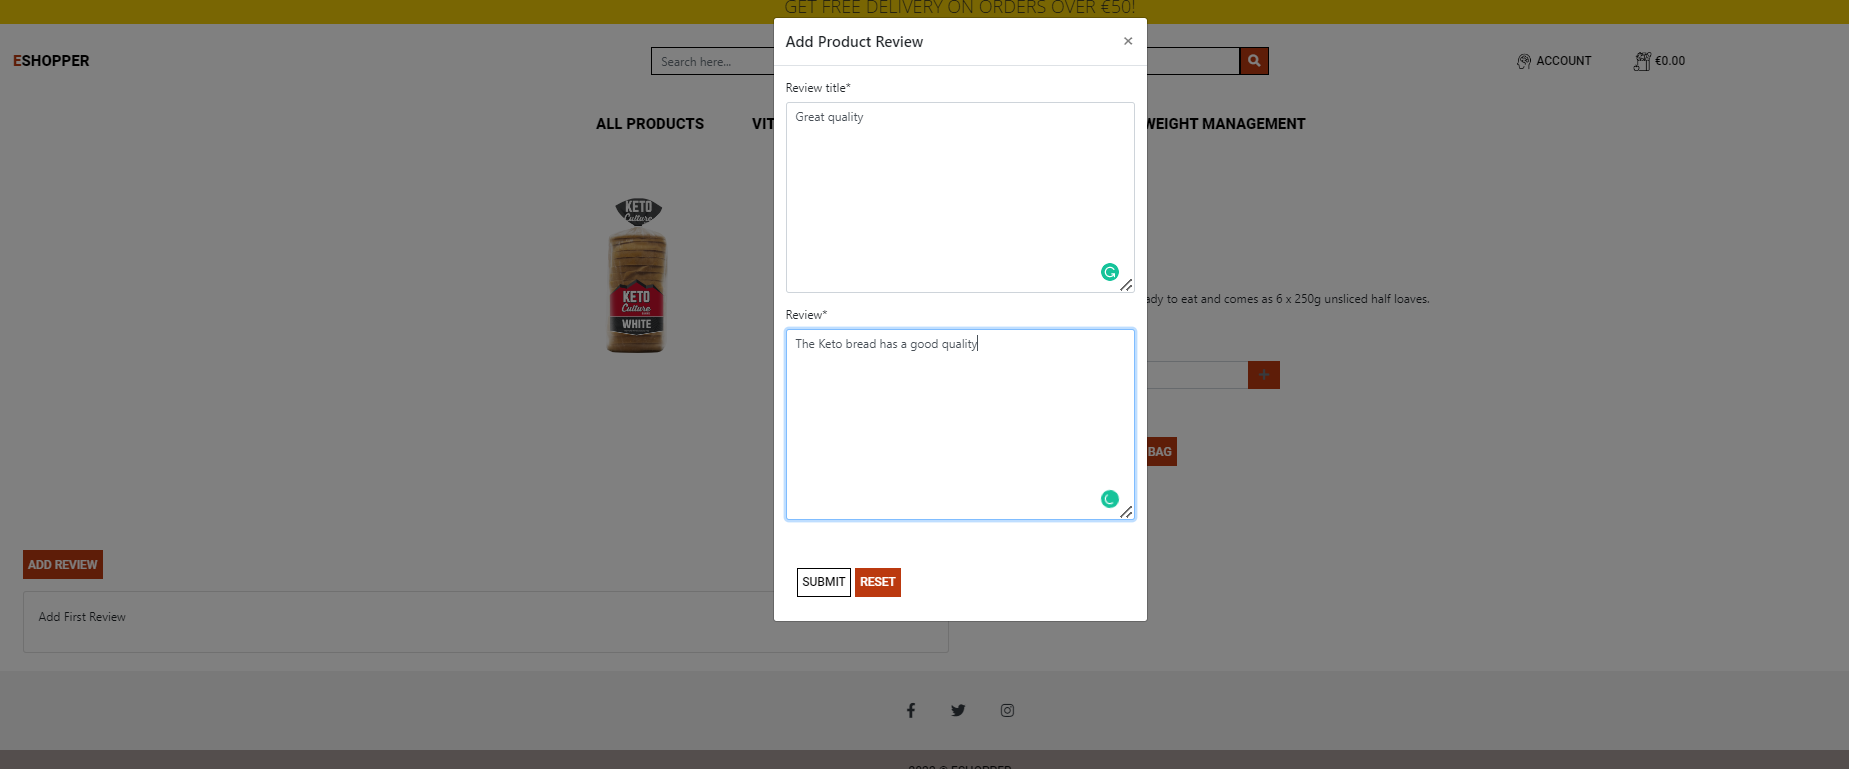 GET FREE DELIVERY ON ORDERS OVER €50!
Add Product Review ×
ESHOPPER
Search here...
ACCOUNT
€0.00
Review title*
Great quality
ALL PRODUCTS
VIT
WEIGHT MANAGEMENT
KETO
Culture
KETO
Culture
WHITE
ady to eat and comes as 6 x 250g unsliced half loaves.
Review*
The Keto bread has a good quality
+
BAG
ADD REVIEW
SUBMIT
RESET
Add First Review